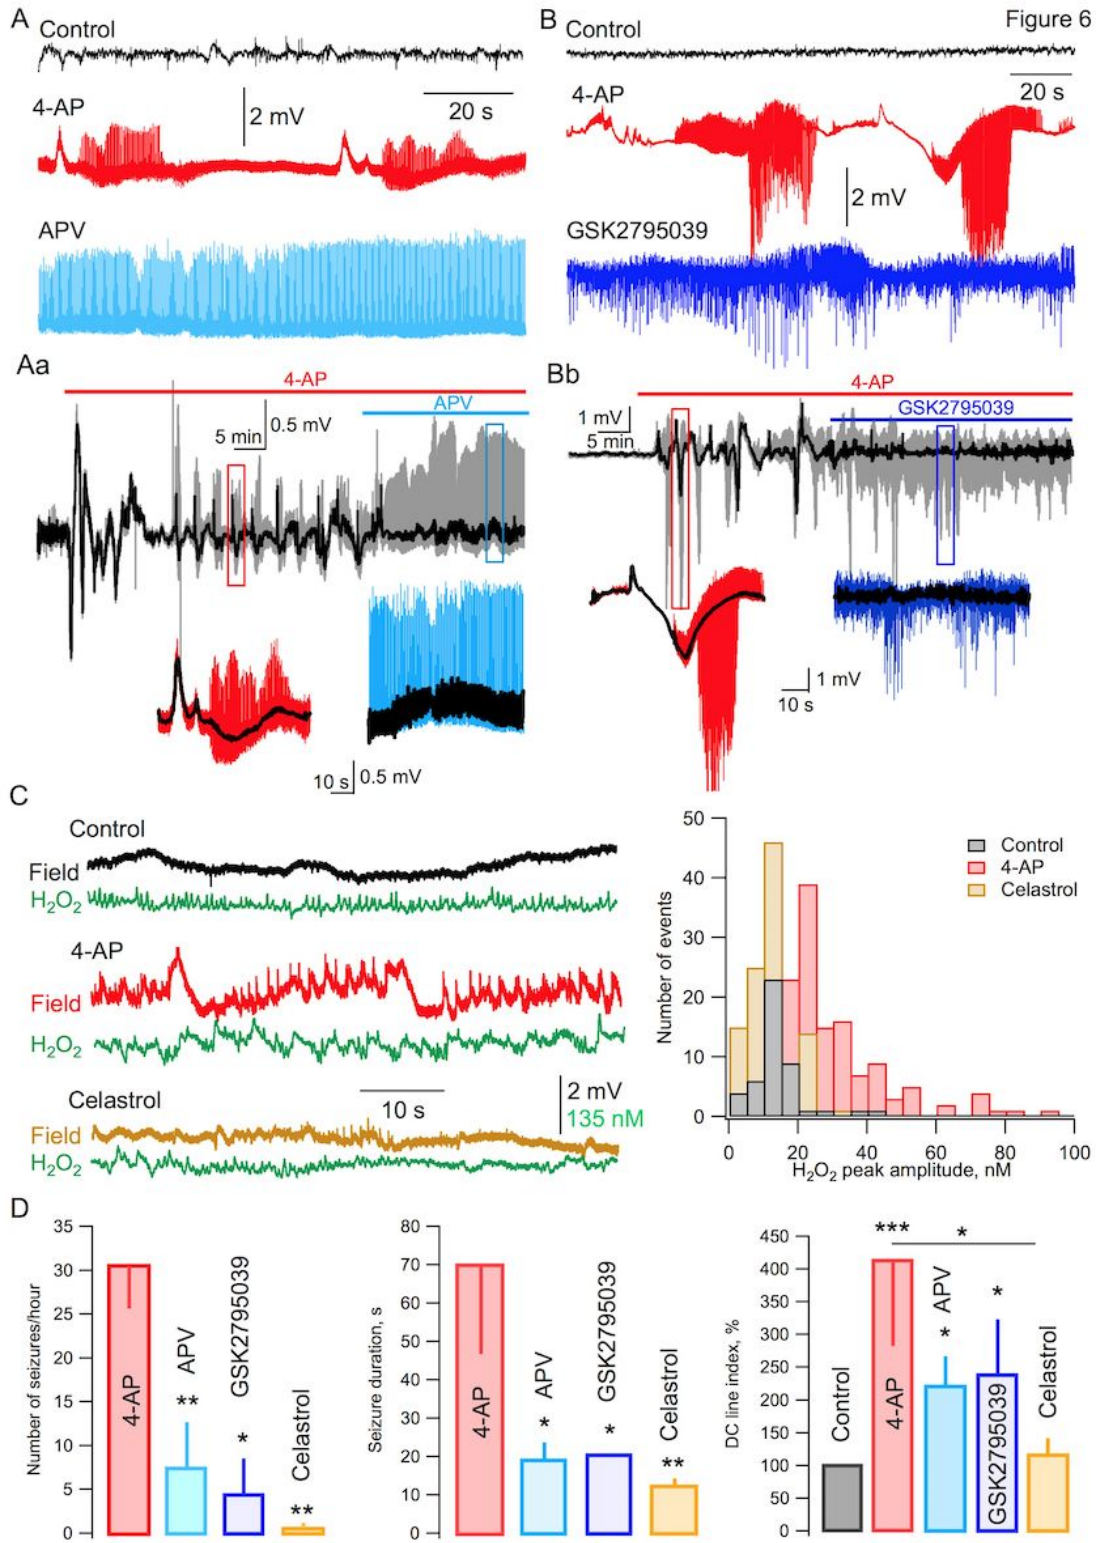 A
Control
B
Control
Figure 6
4-AP
2 mV
20 s
4-AP
20 s
2 mV
APV
GSK2795039
Aa
4-AP
APV
5 min
0.5 mV
10 s
0.5 mV
Bb
4-AP
GSK2795039
1 mV
5 min
1 mV
10 s
C
Control
Field
H₂O₂
4-AP
Field
H₂O₂
Celastrol
10 s
2 mV
135 nM
Field
H₂O₂
50
40
30
20
10
0
Number of events
Control
4-AP
Celastrol
0 20 40 60 80 100
H₂O₂ peak amplitude, nM
D
35
30
25
20
15
10
5
0
Number of seizures/hour
4-AP
APV
**
GSK2795039
*
Celastrol
**
80
70
60
50
40
30
20
10
0
Seizure duration, s
4-AP
APV
*
GSK2795039
*
Celastrol
**
450
400
350
300
250
200
150
100
50
0
DC line index, %
Control
***
4-AP
*
APV
*
*
GSK2795039
Celastrol